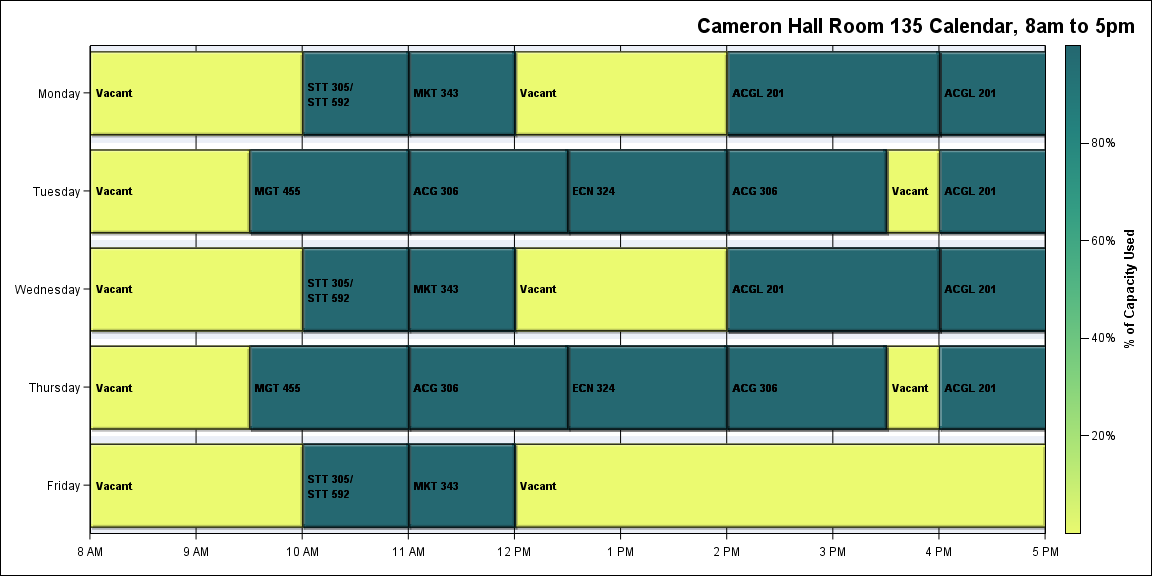 Cameron Hall Room 135 Calendar, 8am to 5pm
Monday
Vacant
STT 305/
STT 592
MKT 343
Vacant
ACGL 201
ACGL 201
Tuesday
Vacant
MGT 455
ACG 306
ECN 324
ACG 306
Vacant
ACGL 201
Wednesday
Vacant
STT 305/
STT 592
MKT 343
Vacant
ACGL 201
ACGL 201
Thursday
Vacant
MGT 455
ACG 306
ECN 324
ACG 306
Vacant
ACGL 201
Friday
Vacant
STT 305/
STT 592
MKT 343
Vacant
8 AM
9 AM
10 AM
11 AM
12 PM
1 PM
2 PM
3 PM
4 PM
5 PM
80%
60%
40%
20%
% of Capacity Used